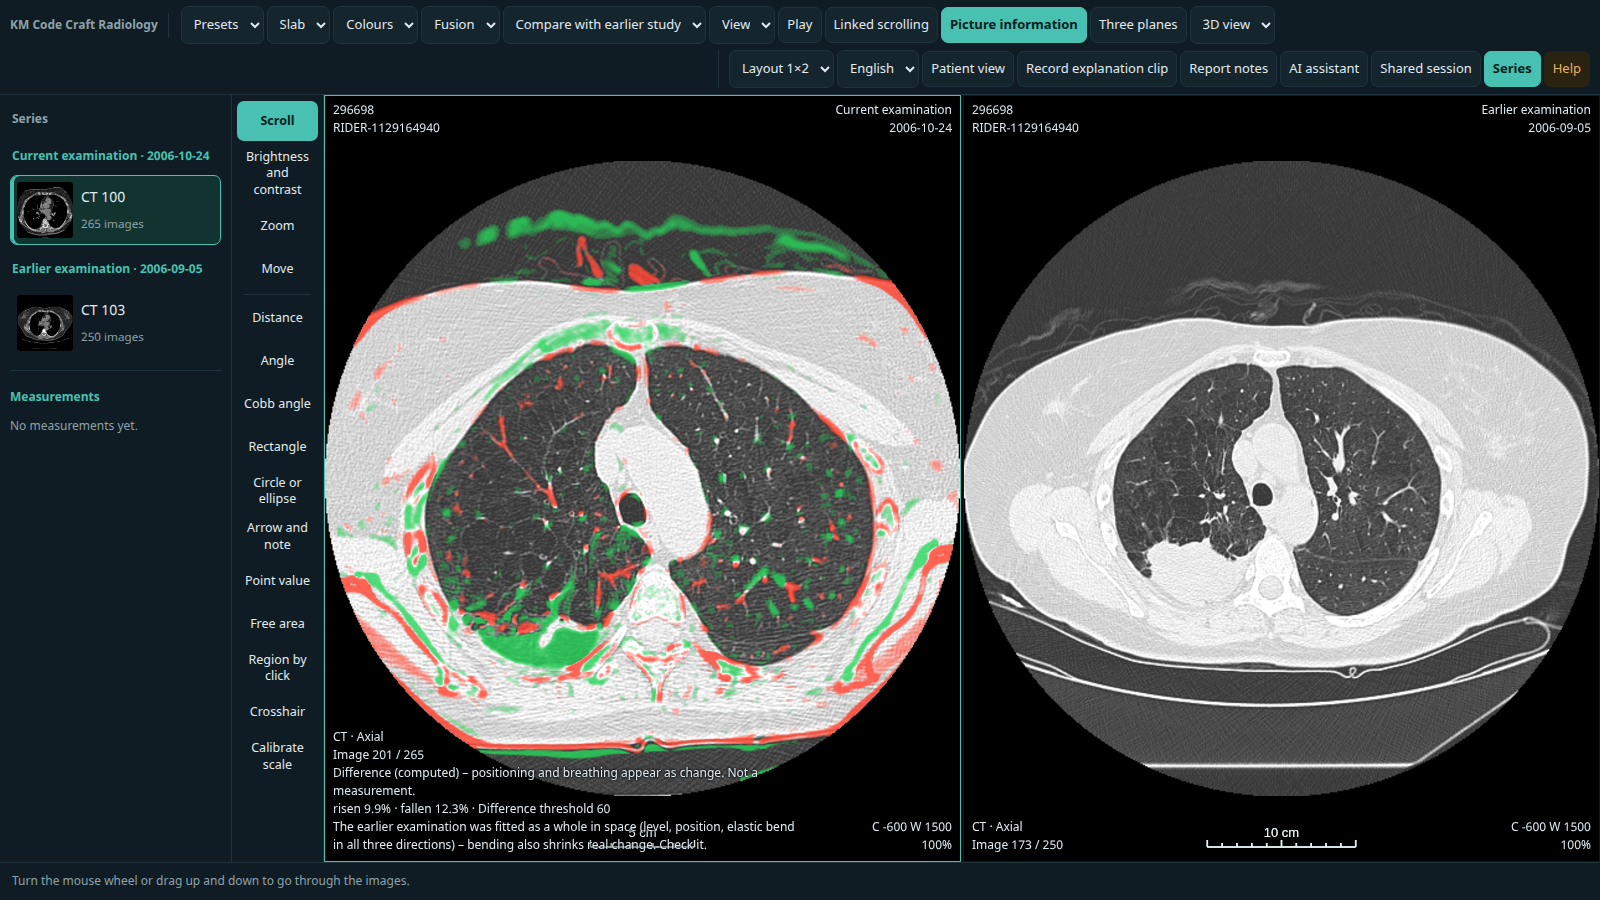 KM Code Craft Radiology
Presets
Slab
Colours
Fusion
Compare with earlier study
View
Play
Linked scrolling
Picture information
Three planes
3D view
Layout 1×2
English
Patient view
Record explanation clip
Report notes
AI assistant
Shared session
Series
Help
Series
Current examination · 2006-10-24
CT 100
265 images
Earlier examination · 2006-09-05
CT 103
250 images
Measurements
No measurements yet.
Scroll
Brightness
and
contrast
Zoom
Move
Distance
Angle
Cobb angle
Rectangle
Circle or
ellipse
Arrow and
note
Point value
Free area
Region by
click
Crosshair
Calibrate
scale
296698
RIDER-1129164940
Current examination
2006-10-24
CT · Axial
Image 201 / 265
Difference (computed) – positioning and breathing appear as change. Not a
measurement.
risen 9.9% · fallen 12.3% · Difference threshold 60
The earlier examination was fitted as a whole in space (level, position, elastic bend
in all three directions) – bending also shrinks real change. Check it.
5 cm
C -600 W 1500
100%
296698
RIDER-1129164940
Earlier examination
2006-09-05
CT · Axial
Image 173 / 250
10 cm
C -600 W 1500
100%
Turn the mouse wheel or drag up and down to go through the images.